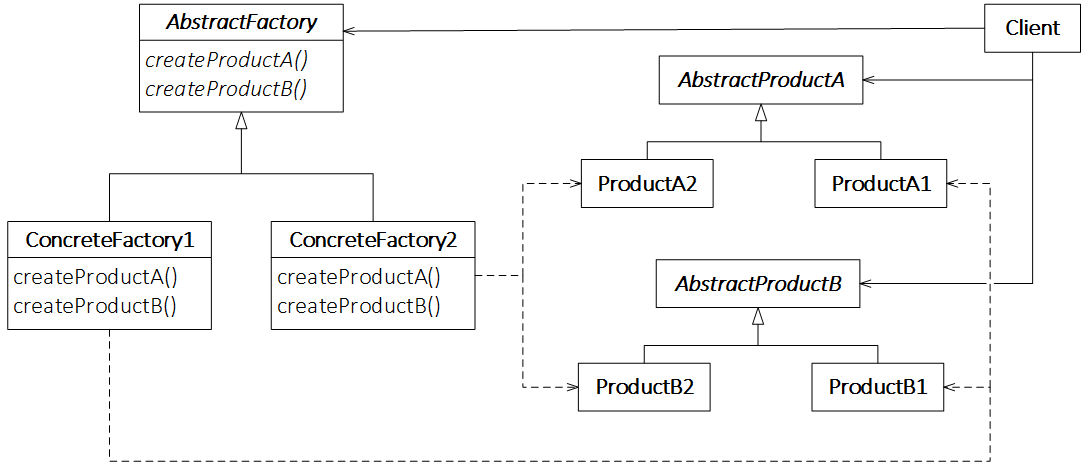 AbstractFactory
createProductA()
createProductB()
Client
AbstractProductA
ProductA2
ProductA1
ConcreteFactory1
createProductA()
createProductB()
ConcreteFactory2
createProductA()
createProductB()
AbstractProductB
ProductB2
ProductB1